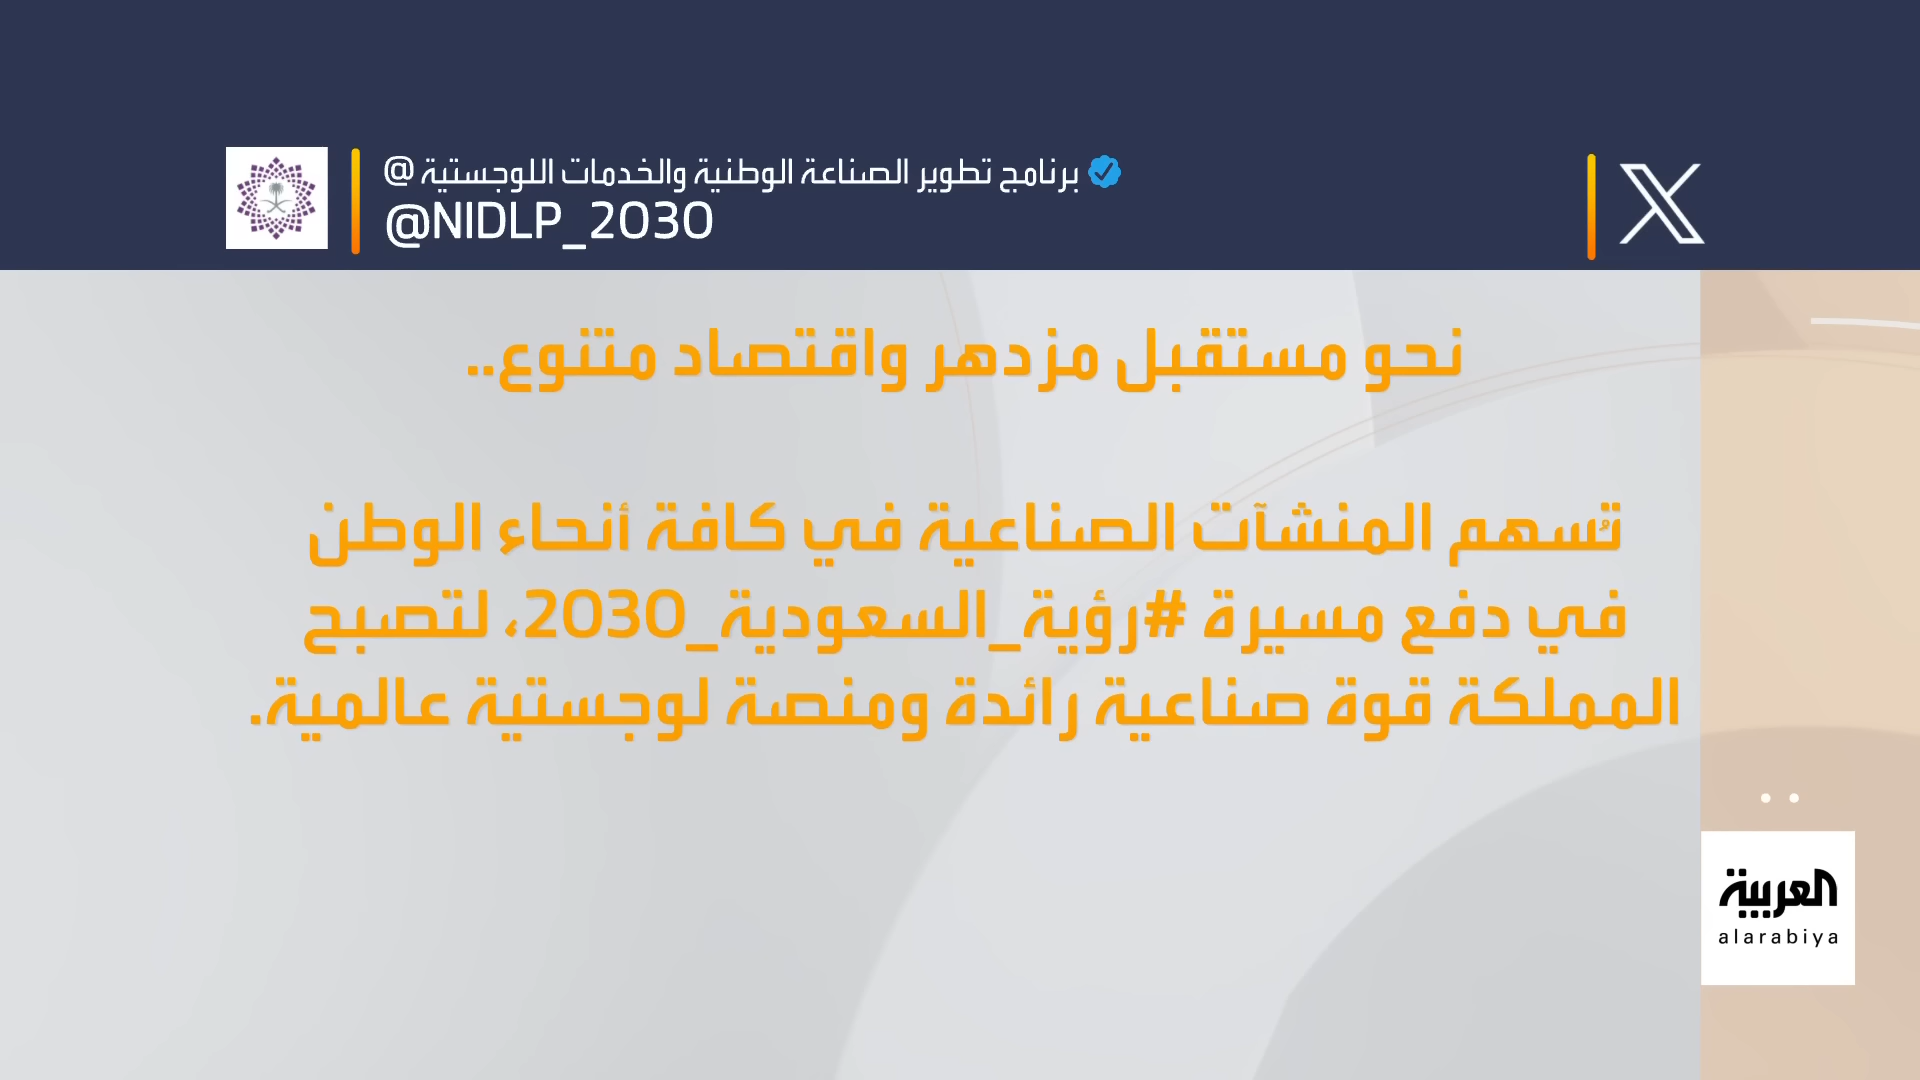 برنامج تطوير الصناعة الوطنية والخدمات اللوجستية @
@NIDLP_2030
نحو مستقبل مزدهر واقتصاد متنوع..
تُسهم المنشآت الصناعية في كافة أنحاء الوطن
في دفع مسيرة #رؤية_السعودية_2030، لتصبح
المملكة قوة صناعية رائدة ومنصة لوجستية عالمية.
العربية
alarabiya